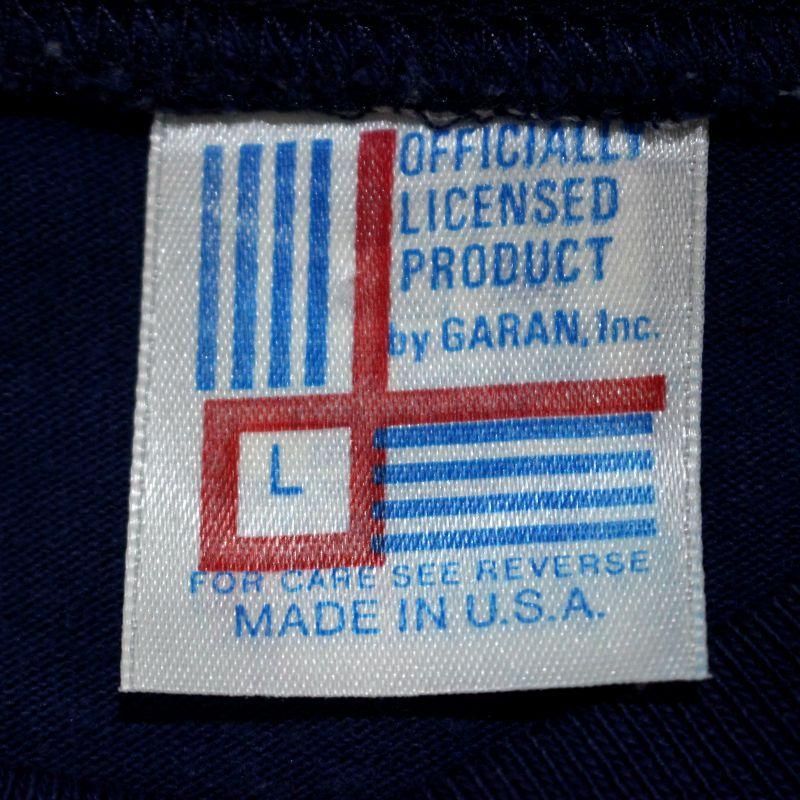 OFFICIALLY
LICENSED
PRODUCT
by GARAN, Inc.
L
FOR CARE SEE REVERSE
MADE IN U.S.A.